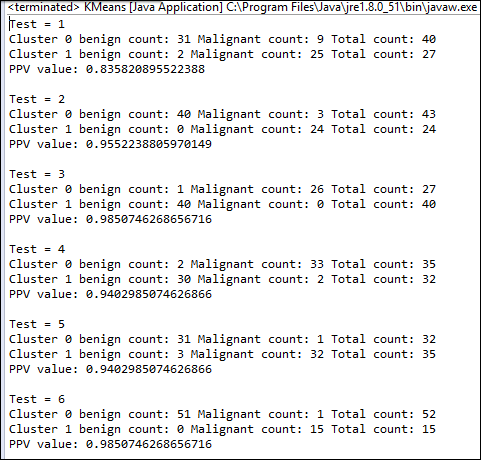 <terminated> KMeans [Java Application] C:\Program Files\Java\jre1.8.0_51\bin\javaw.exe
Test = 1
Cluster 0 benign count: 31 Malignant count: 9 Total count: 40
Cluster 1 benign count: 2 Malignant count: 25 Total count: 27
PPV value: 0.835820895522388
Test = 2
Cluster 0 benign count: 40 Malignant count: 3 Total count: 43
Cluster 1 benign count: 0 Malignant count: 24 Total count: 24
PPV value: 0.9552238805970149
Test = 3
Cluster 0 benign count: 1 Malignant count: 26 Total count: 27
Cluster 1 benign count: 40 Malignant count: 0 Total count: 40
PPV value: 0.9850746268656716
Test = 4
Cluster 0 benign count: 2 Malignant count: 33 Total count: 35
Cluster 1 benign count: 30 Malignant count: 2 Total count: 32
PPV value: 0.9402985074626866
Test = 5
Cluster 0 benign count: 31 Malignant count: 1 Total count: 32
Cluster 1 benign count: 3 Malignant count: 32 Total count: 35
PPV value: 0.9402985074626866
Test = 6
Cluster 0 benign count: 51 Malignant count: 1 Total count: 52
Cluster 1 benign count: 0 Malignant count: 15 Total count: 15
PPV value: 0.9850746268656716